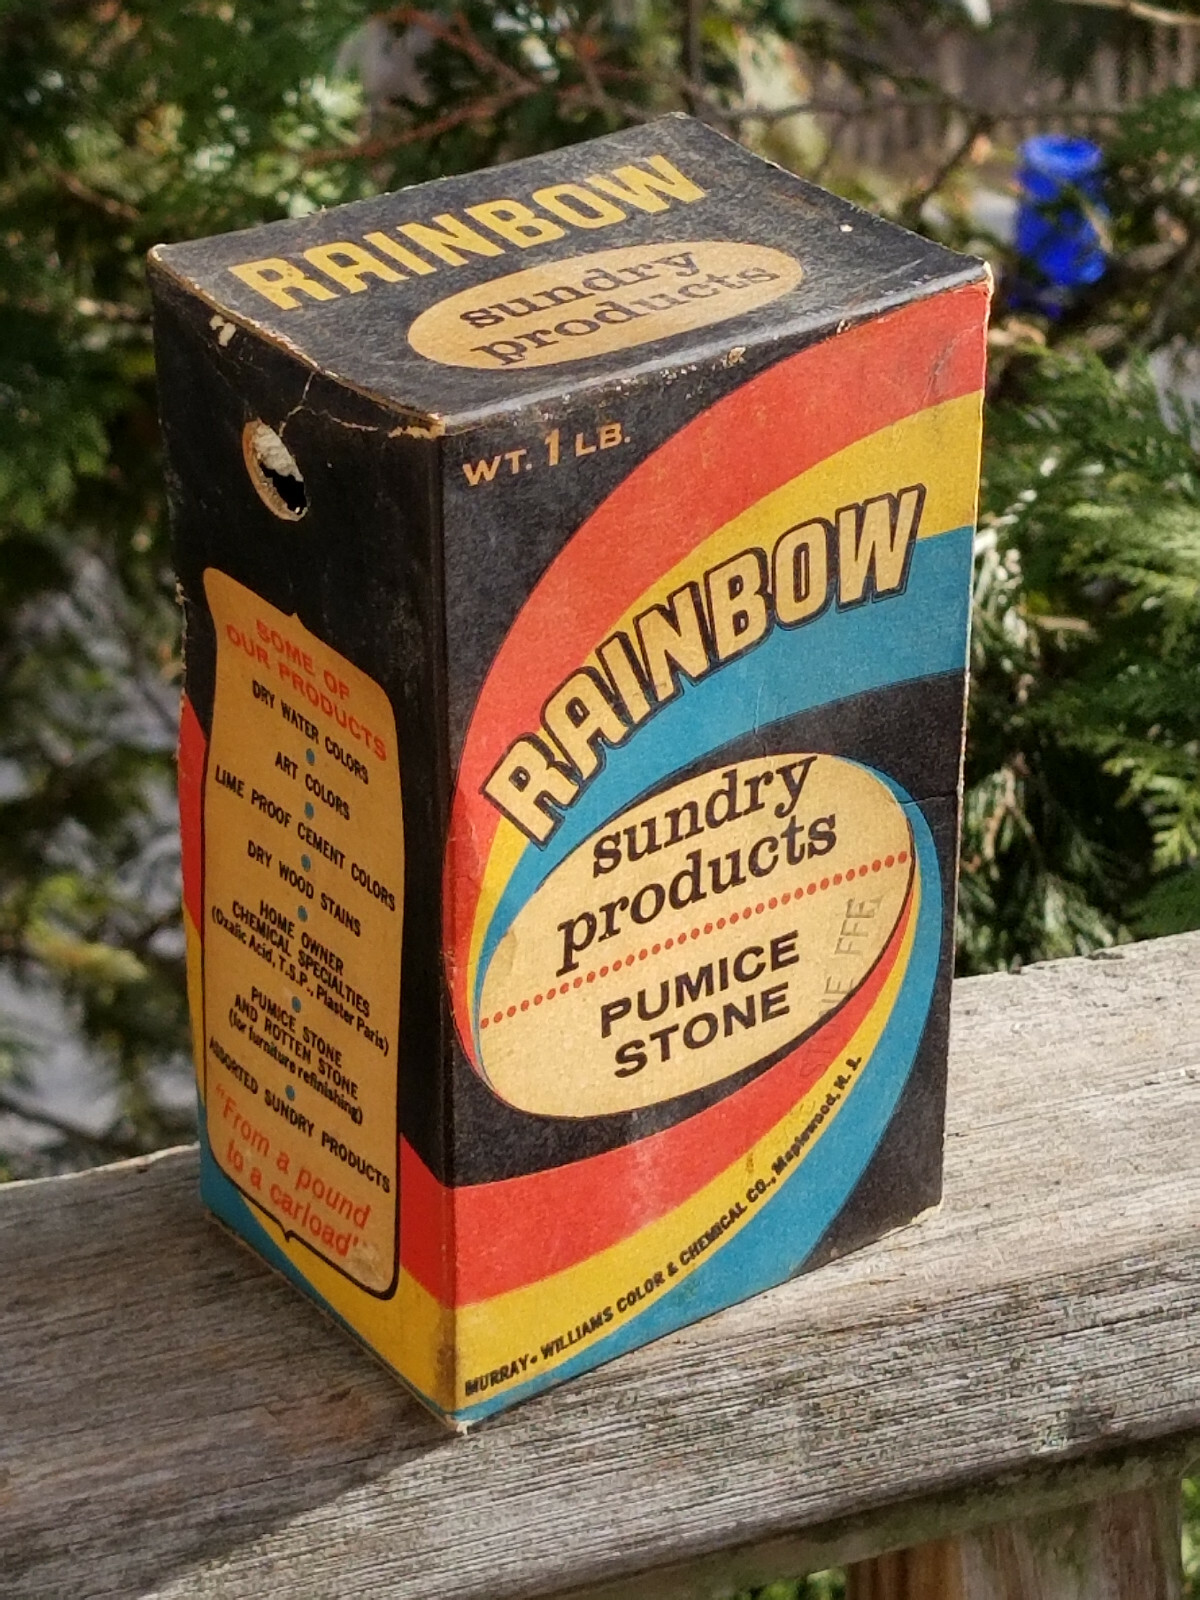 RAINBOW
sundry
products
WT. 1 LB.
RAINBOW
sundry
products
PUMICE
STONE
MURRAY • WILLIAMS COLOR & CHEMICAL CO., Maplewood, N. J.
SOME OF
OUR PRODUCTS
DRY WATER COLORS
ART COLORS
LIME PROOF CEMENT COLORS
DRY WOOD STAINS
HOME OWNER
CHEMICAL SPECIALTIES
(Oxalic Acid, T.S.P., Plaster Paris)
PUMICE STONE
AND ROTTEN STONE
(for furniture refinishing)
ASSORTED SUNDRY PRODUCTS
"From a pound
to a carload"